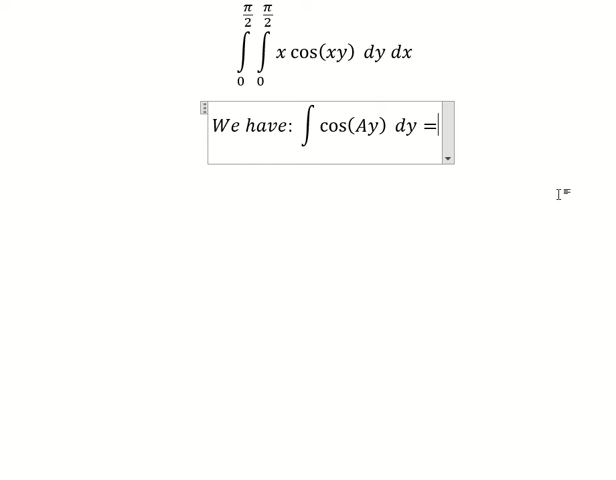 ∫₀^(π/2) ∫₀^(π/2) x cos(xy) dy dx
We have: ∫ cos(Ay) dy =